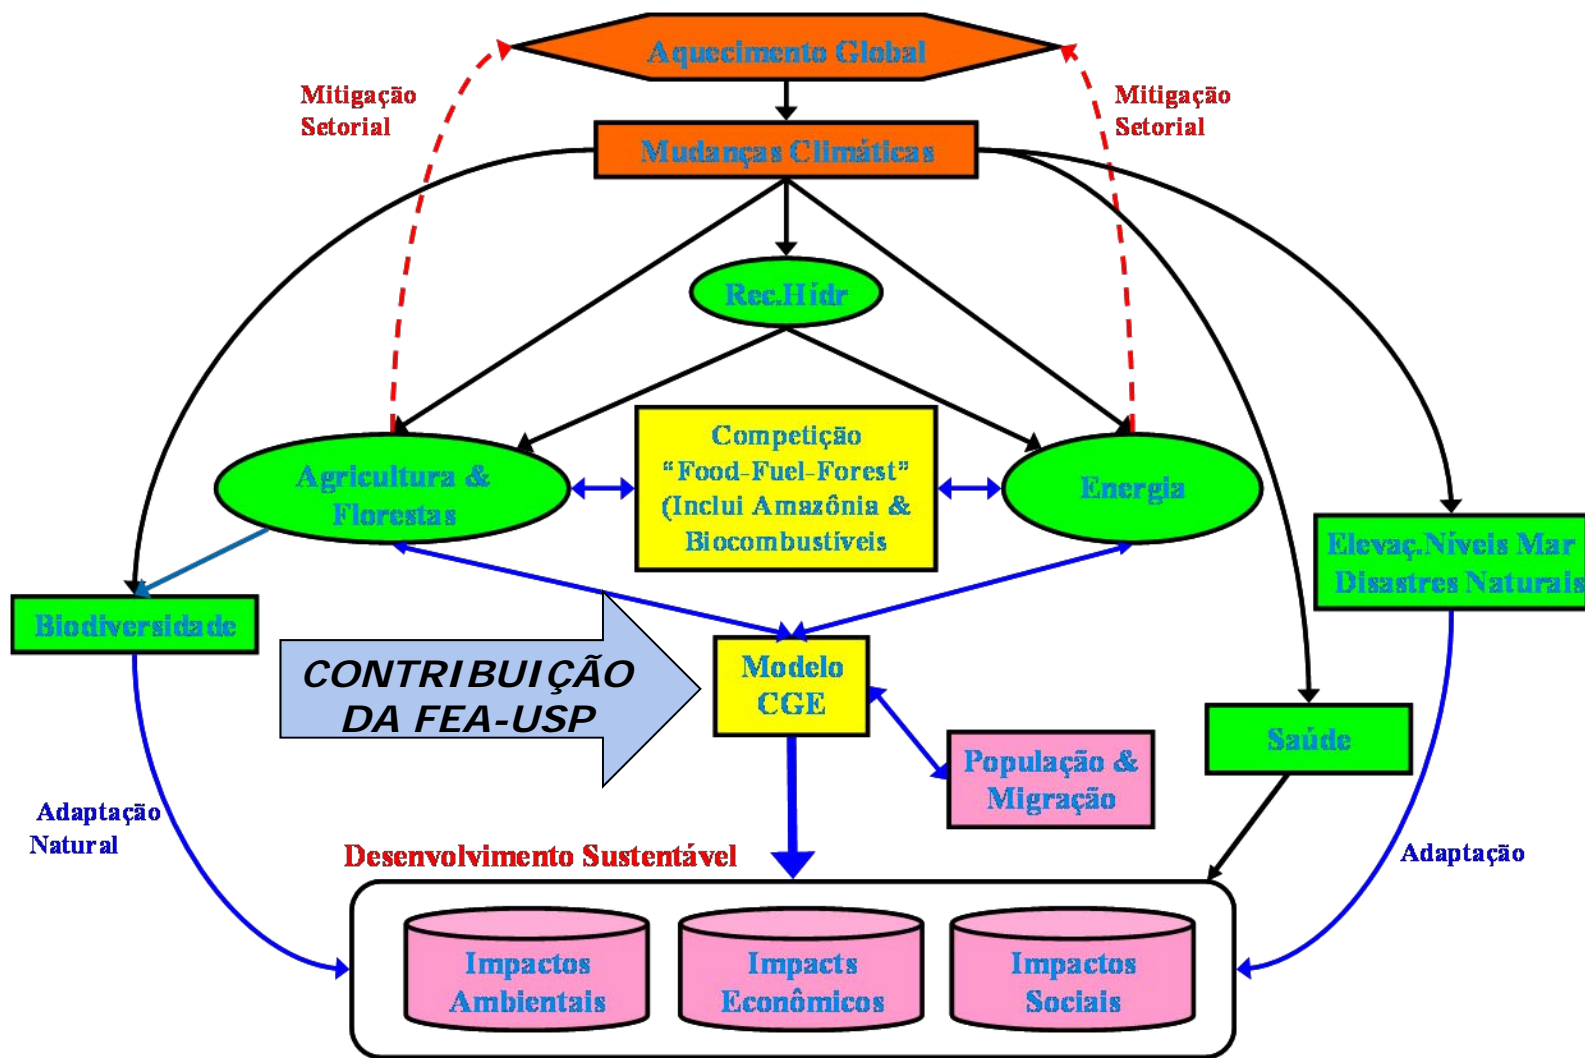 Aquecimento Global
Mitigação
Setorial
Mitigação
Setorial
Mudanças Climáticas
Rec.Hídr
Competição
“Food-Fuel-Forest”
(Inclui Amazônia &
Biocombustíveis
Agricultura &
Florestas
Energia
Elevaç.Níveis Mar
Disastres Naturais
Biodiversidade
CONTRIBUIÇÃO
DA FEA-USP
Modelo
CGE
Saúde
População &
Migração
Adaptação
Natural
Desenvolvimento Sustentável
Adaptação
Impactos
Ambientais
Impacts
Econômicos
Impactos
Sociais